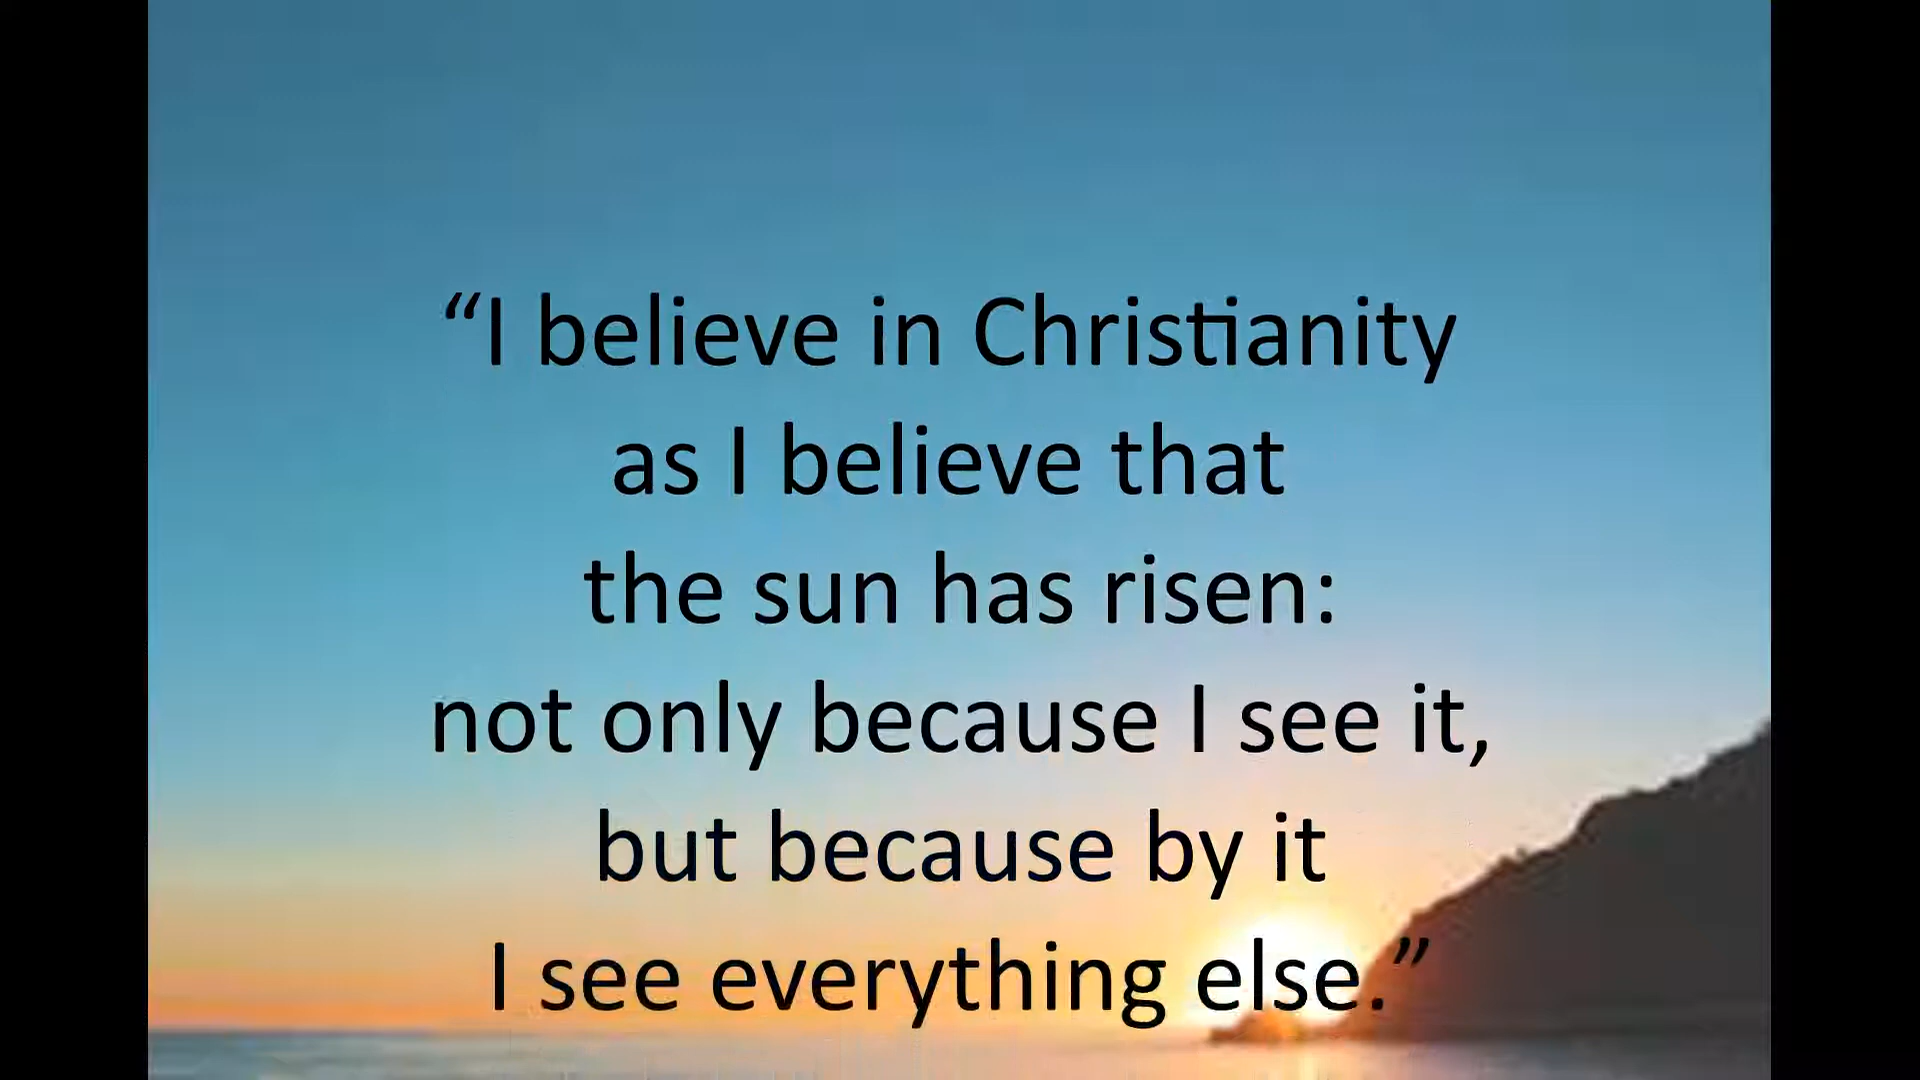 “I believe in Christianity
as I believe that
the sun has risen:
not only because I see it,
but because by it
I see everything else.”